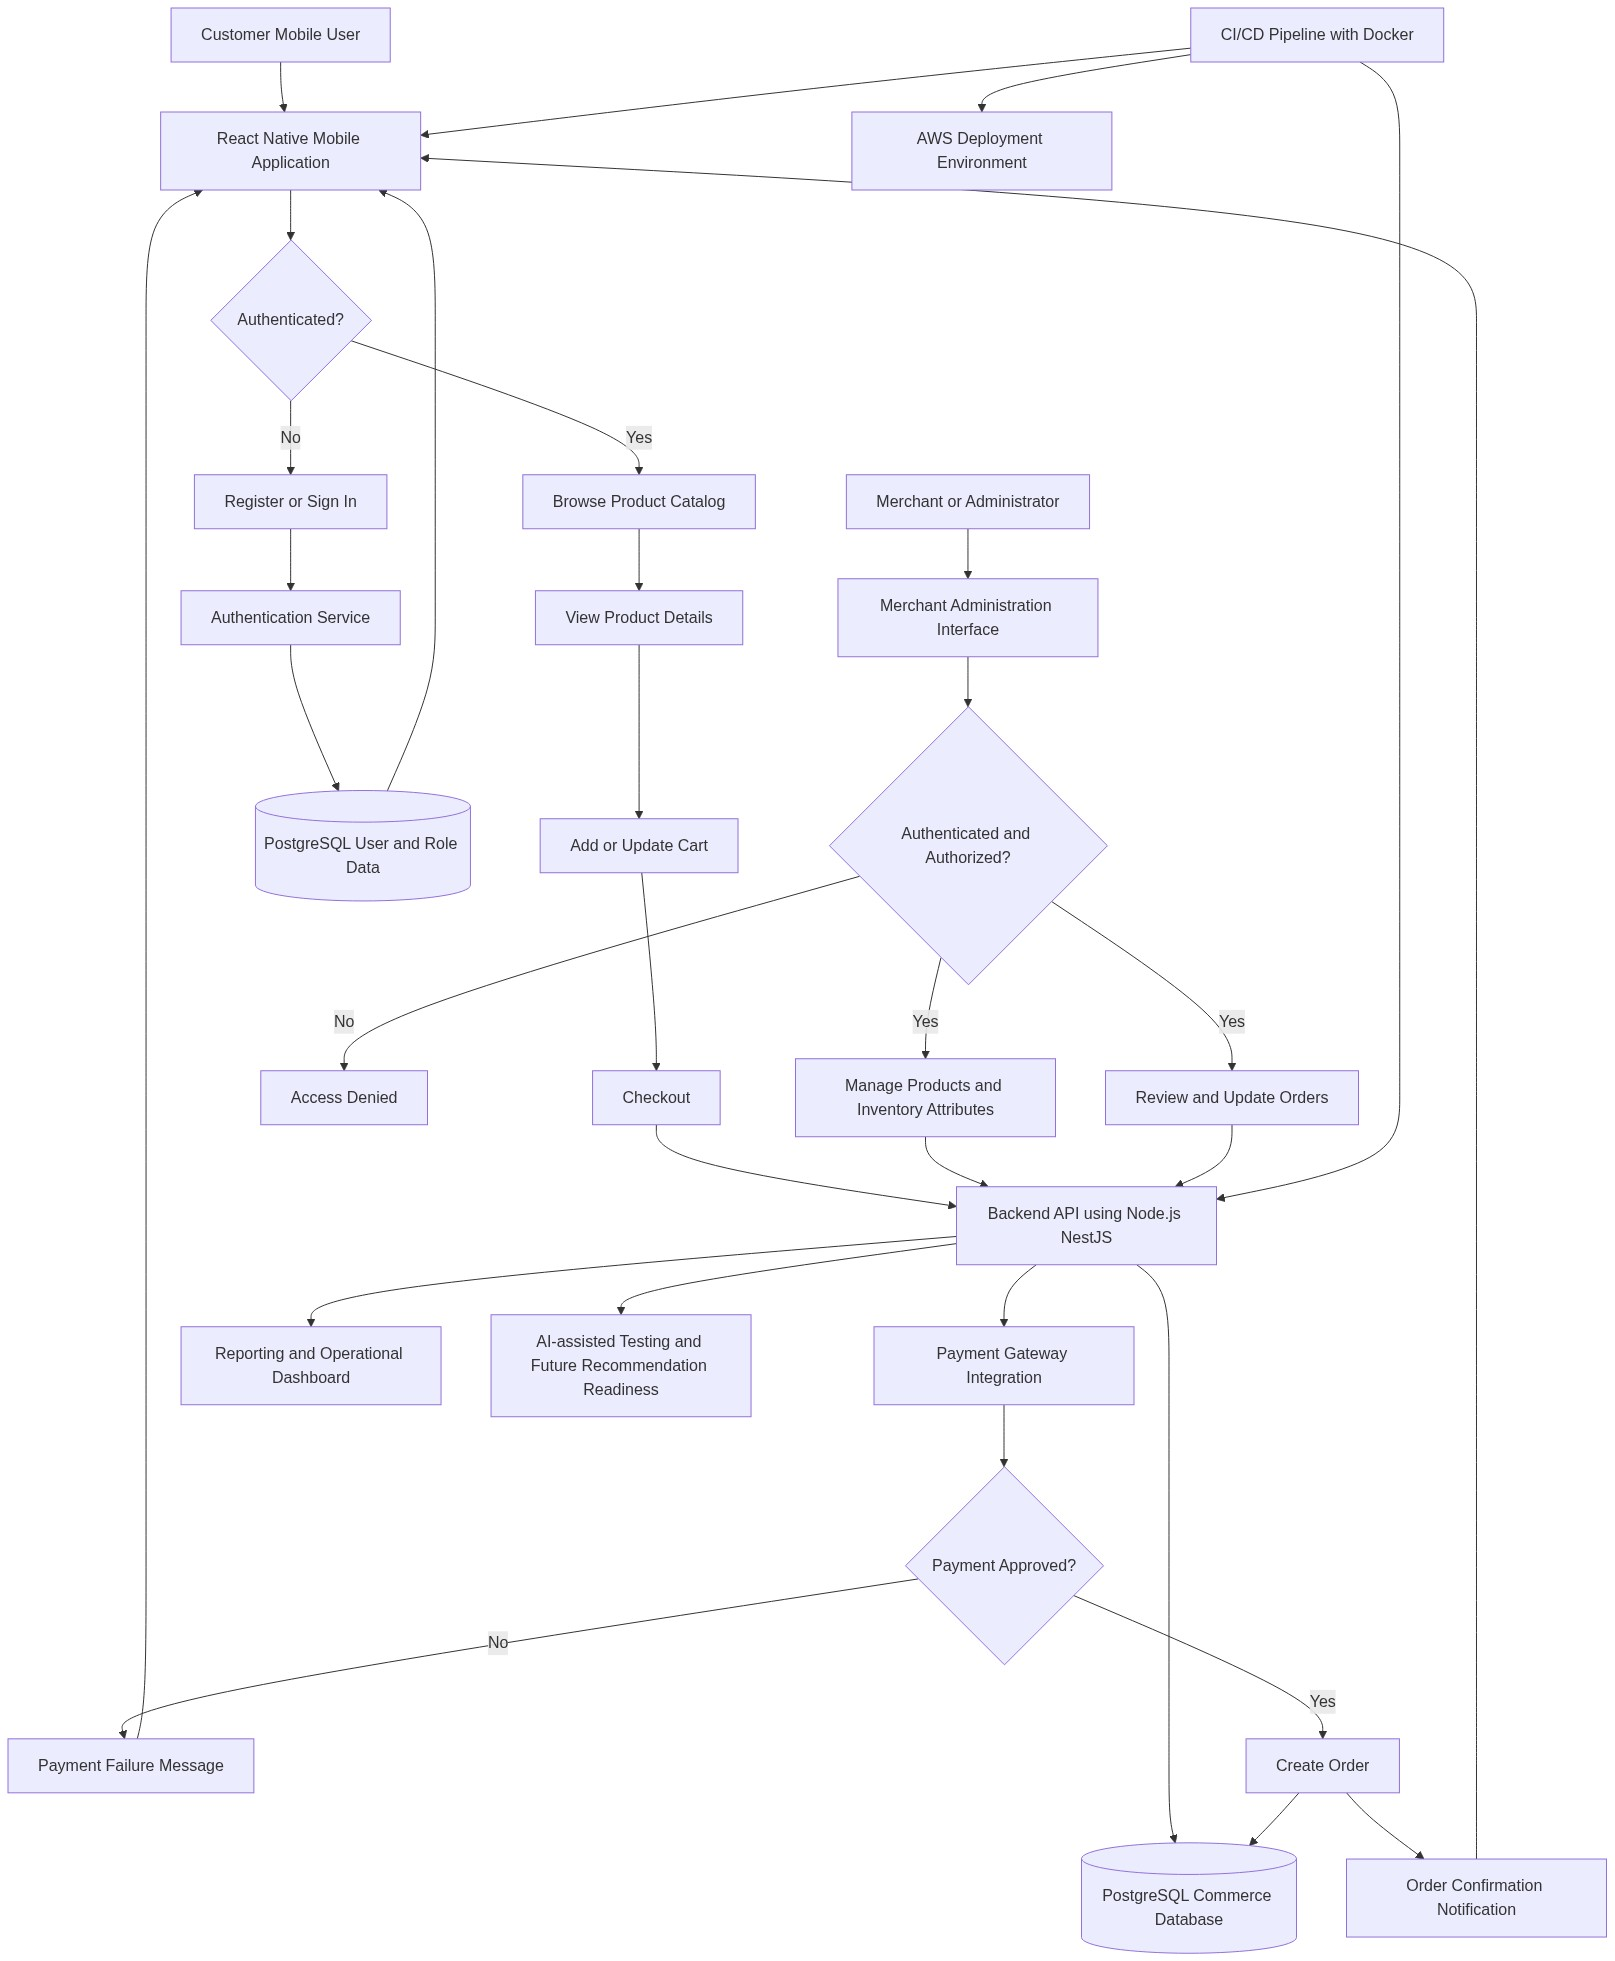 Customer Mobile User
CI/CD Pipeline with Docker
React Native Mobile
Application
AWS Deployment
Environment
Authenticated?
No
Yes
Register or Sign In
Browse Product Catalog
Merchant or Administrator
Authentication Service
View Product Details
Merchant Administration
Interface
PostgreSQL User and Role
Data
Add or Update Cart
Authenticated and
Authorized?
No
Yes
Yes
Access Denied
Checkout
Manage Products and
Inventory Attributes
Review and Update Orders
Backend API using Node.js
NestJS
Reporting and Operational
Dashboard
AI-assisted Testing and
Future Recommendation
Readiness
Payment Gateway
Integration
Payment Approved?
No
Yes
Payment Failure Message
Create Order
PostgreSQL Commerce
Database
Order Confirmation
Notification